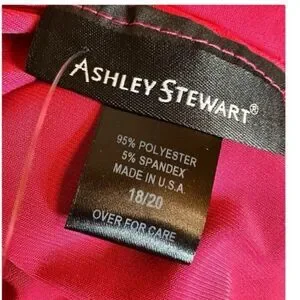 ASHLEY STEWART®
95% POLYESTER
5% SPANDEX
MADE IN U.S.A
18/20
OVER FOR CARE